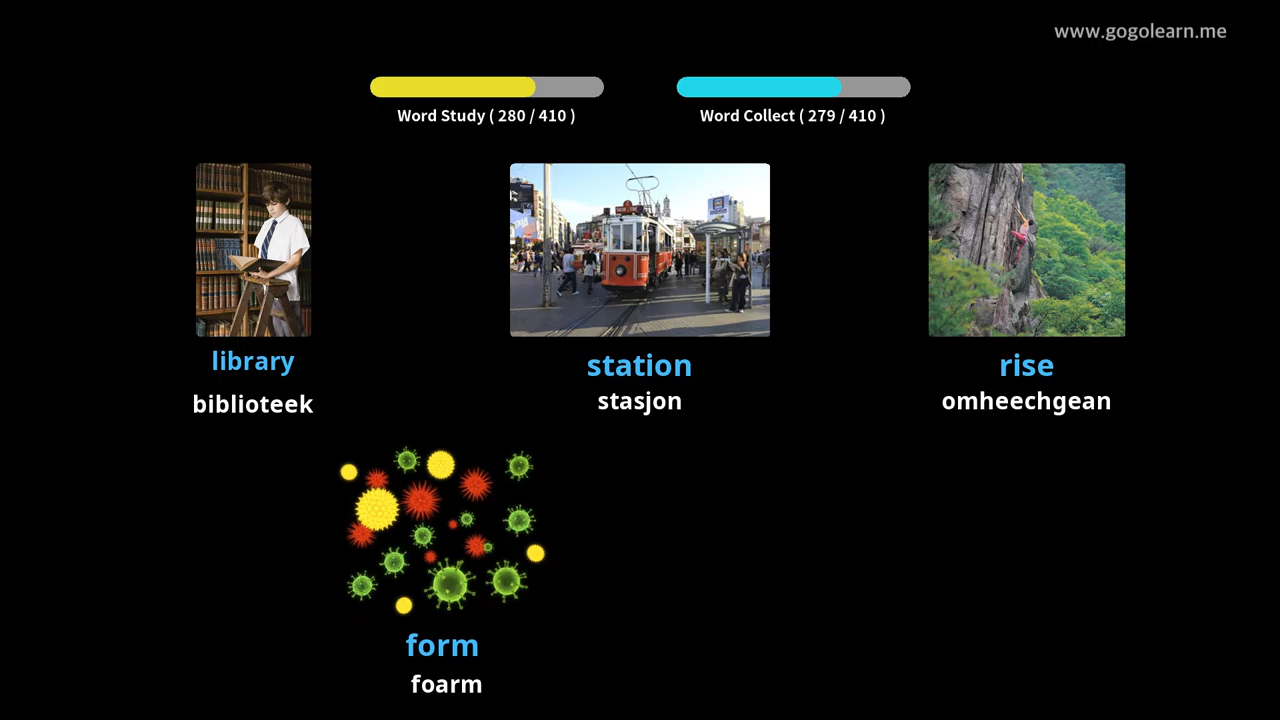 www.gogolearn.me
Word Study ( 280 / 410 )
Word Collect ( 279 / 410 )
library
biblioteek
station
stasjon
rise
omheechgean
form
foarm